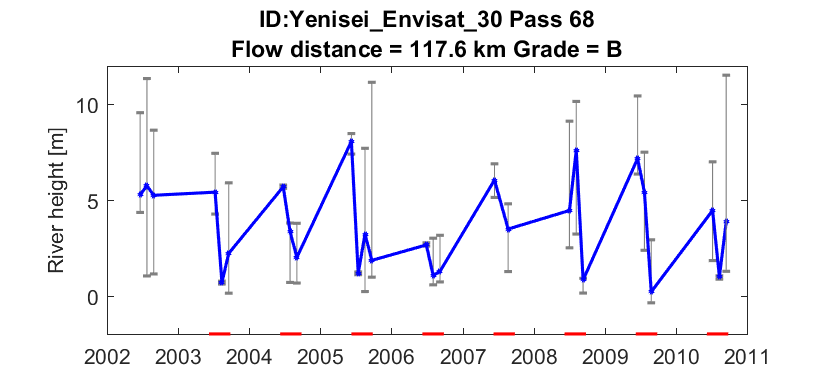 ID:Yenisei_Envisat_30 Pass 68
Flow distance = 117.6 km Grade = B
River height [m]
10
5
0
2002 2003 2004 2005 2006 2007 2008 2009 2010 2011